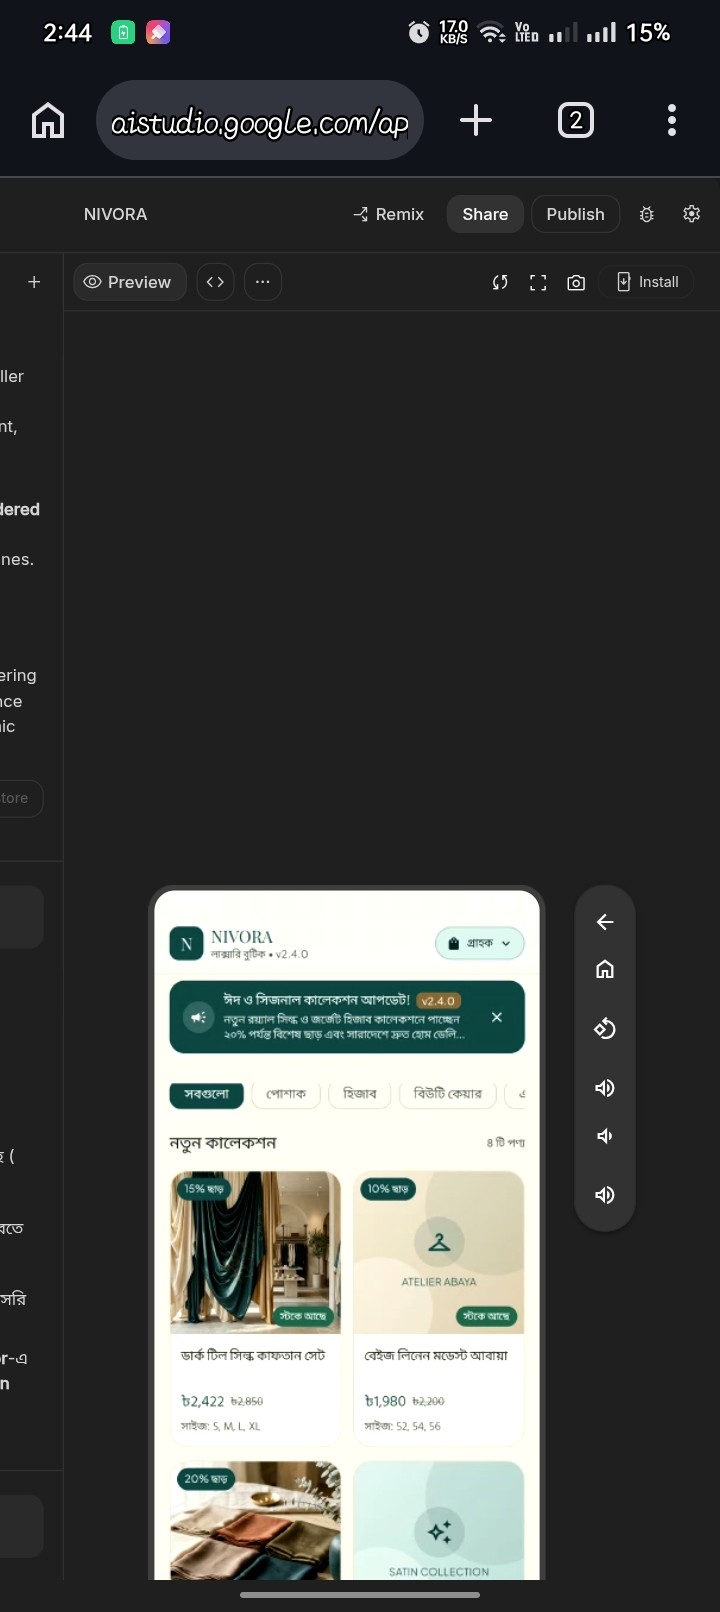 2:44
17.0
KB/S
Vo
LTED
15%
aistudio.google.com/ap
2
NIVORA
Remix
Share
Publish
Preview
Install
ller
nt,
dered
nes.
ering
nce
nic
tore
NIVORA
N
লাক্সারি বুটিক • v2.4.0
গ্রাহক
ঈদ ও সিজনাল কালেকশন আপডেট! v2.4.0
নতুন রয়্যাল সিল্ক ও জর্জেট হিজাব কালেকশনে পাচ্ছেন
২০% পর্যন্ত বিশেষ ছাড় এবং সারাদেশে দ্রুত হোম ডেলি...
সবগুলো
পোশাক
হিজাব
বিউটি কেয়ার
নতুন কালেকশন
৪ টি পণ্য
15% ছাড়
স্টকে আছে
10% ছাড়
ATELIER ABAYA
স্টকে আছে
ডার্ক টিল সিল্ক কাফতান সেট
৳2,422 ৳2,850
সাইজ: S, M, L, XL
বেইজ লিনেন মডেস্ট আবায়া
৳1,980 ৳2,200
সাইজ: 52, 54, 56
20% ছাড়
SATIN COLLECTION
হ (
বতে
সরি
r-এ
n